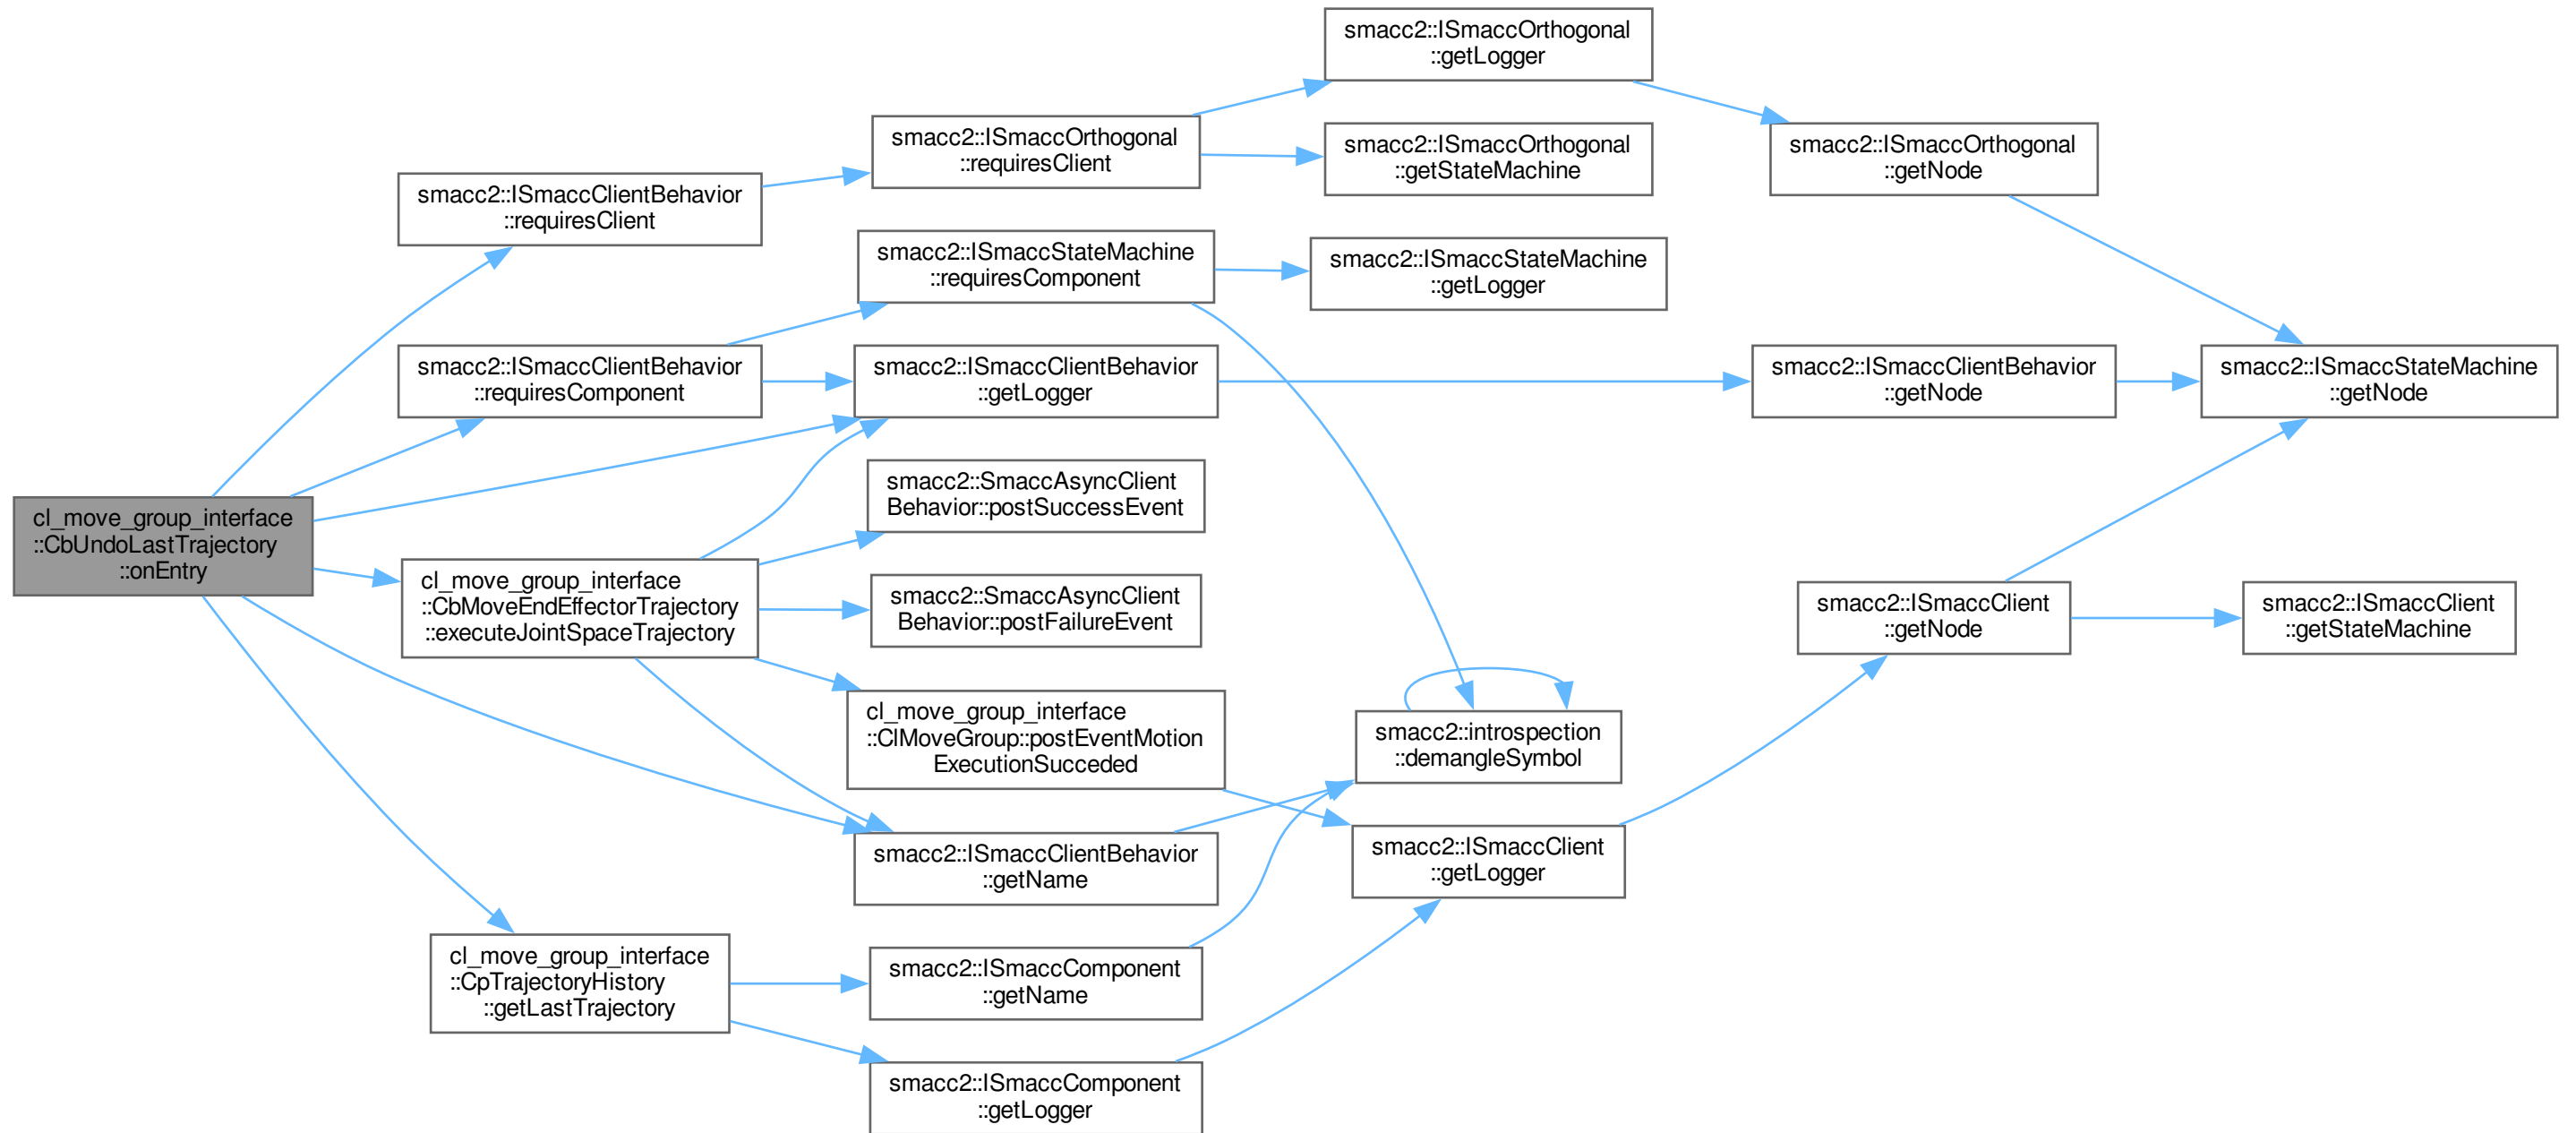 cl_move_group_interface
::CbUndoLastTrajectory
::onEntry
smacc2::ISmaccClientBehavior
::requiresClient
smacc2::ISmaccClientBehavior
::requiresComponent
cl_move_group_interface
::CbMoveEndEffectorTrajectory
::executeJointSpaceTrajectory
cl_move_group_interface
::CpTrajectoryHistory
::getLastTrajectory
smacc2::ISmaccOrthogonal
::requiresClient
smacc2::ISmaccStateMachine
::requiresComponent
smacc2::ISmaccClientBehavior
::getLogger
smacc2::SmaccAsyncClient
Behavior::postSuccessEvent
smacc2::SmaccAsyncClient
Behavior::postFailureEvent
cl_move_group_interface
::ClMoveGroup::postEventMotion
ExecutionSucceded
smacc2::ISmaccClientBehavior
::getName
smacc2::ISmaccComponent
::getName
smacc2::ISmaccComponent
::getLogger
smacc2::ISmaccOrthogonal
::getLogger
smacc2::ISmaccOrthogonal
::getStateMachine
smacc2::ISmaccStateMachine
::getLogger
smacc2::introspection
::demangleSymbol
smacc2::ISmaccClient
::getLogger
smacc2::ISmaccOrthogonal
::getNode
smacc2::ISmaccClientBehavior
::getNode
smacc2::ISmaccClient
::getNode
smacc2::ISmaccStateMachine
::getNode
smacc2::ISmaccClient
::getStateMachine